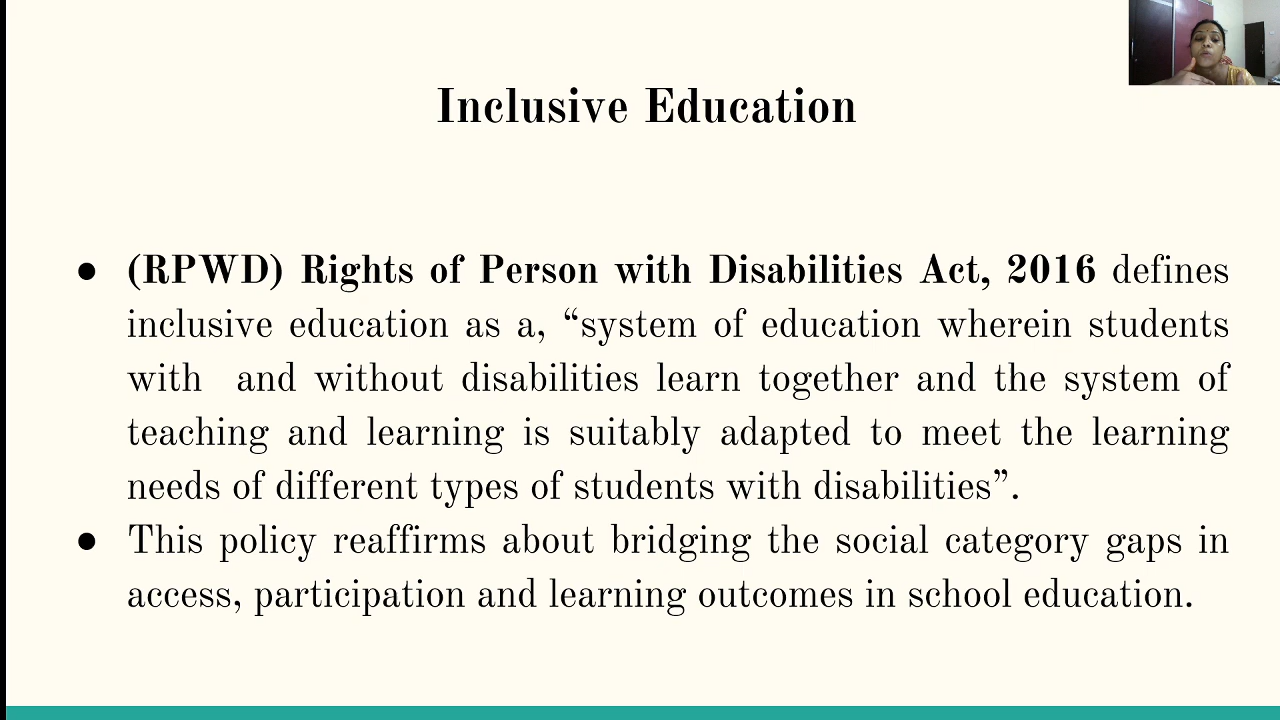 Inclusive Education
● (RPWD) Rights of Person with Disabilities Act, 2016 defines
inclusive education as a, “system of education wherein students
with and without disabilities learn together and the system of
teaching and learning is suitably adapted to meet the learning
needs of different types of students with disabilities”.
● This policy reaffirms about bridging the social category gaps in
access, participation and learning outcomes in school education.